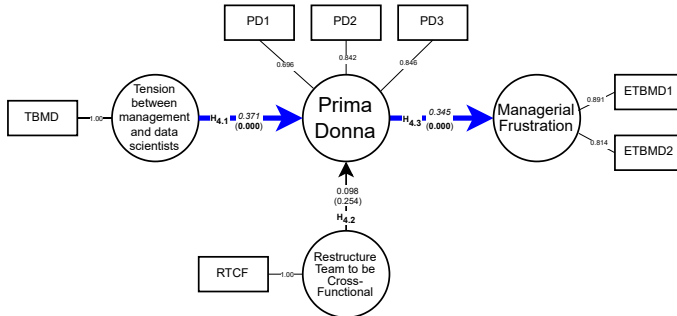 PD1
PD2
PD3
0.696
0.842
0.846
TBMD
1.00
Tension
between
management
and data
scientists
H4.1
0.371
(0.000)
Prima
Donna
H4.3
0.345
(0.000)
Managerial
Frustration
0.891
ETBMD1
0.814
ETBMD2
0.098
(0.254)
H4.2
RTCF
1.00
Restructure
Team to be
Cross-
Functional